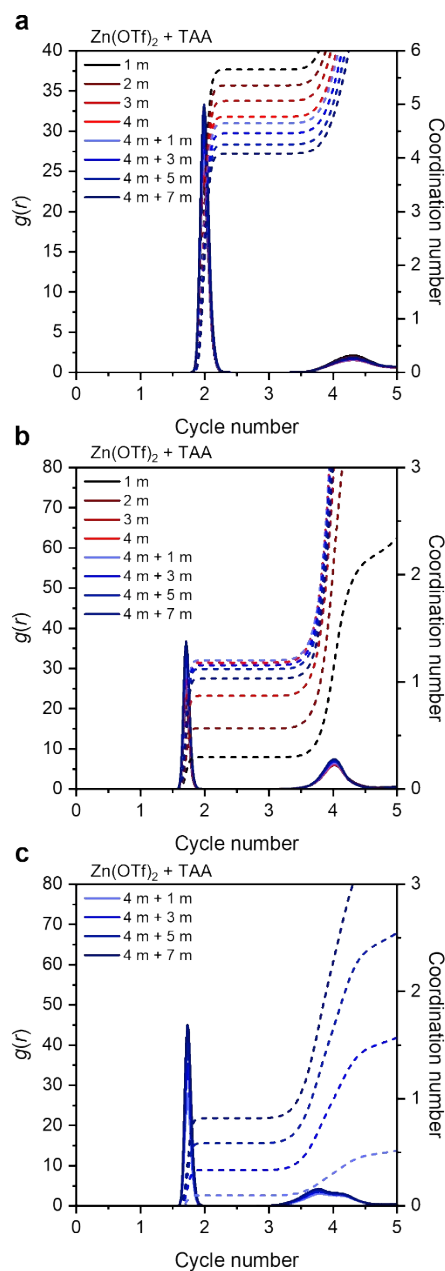 a
Zn(OTf)₂ + TAA
1 m
2 m
3 m
4 m
4 m + 1 m
4 m + 3 m
4 m + 5 m
4 m + 7 m
40
35
30
25
20
15
10
5
0
g(r)
6
5
4
3
2
1
0
Coordination number
0 1 2 3 4 5
Cycle number
b
Zn(OTf)₂ + TAA
1 m
2 m
3 m
4 m
4 m + 1 m
4 m + 3 m
4 m + 5 m
4 m + 7 m
80
70
60
50
40
30
20
10
0
g(r)
3
2
1
0
Coordination number
0 1 2 3 4 5
Cycle number
c
Zn(OTf)₂ + TAA
4 m + 1 m
4 m + 3 m
4 m + 5 m
4 m + 7 m
80
70
60
50
40
30
20
10
0
g(r)
3
2
1
0
Coordination number
0 1 2 3 4 5
Cycle number